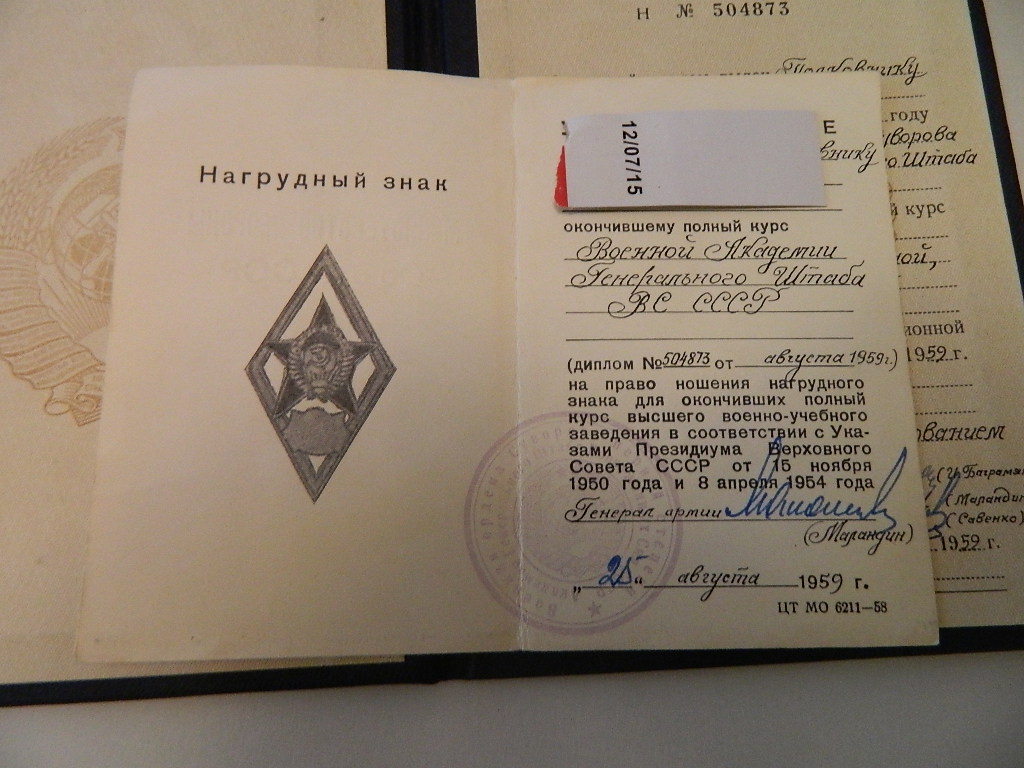 Н № 504873
Полковнику
году
Штаба
курс
1959 г.
(Маландин)
(Савенко)
1959 г.
Нагрудный знак
12/07/15
Е
окончившему полный курс
Военной Академии
Генерального Штаба
ВС СССР
(диплом №504873 от августа 1959г.)
на право ношения нагрудного
знака для окончивших полный
курс высшего военно-учебного
заведения в соответствии с Ука-
зами Президиума Верховного
Совета СССР от 15 ноября
1950 года и 8 апреля 1954 года
Генерал армии
(Маландин)
„25“ августа 1959 г.
ЦТ МО 6211—58